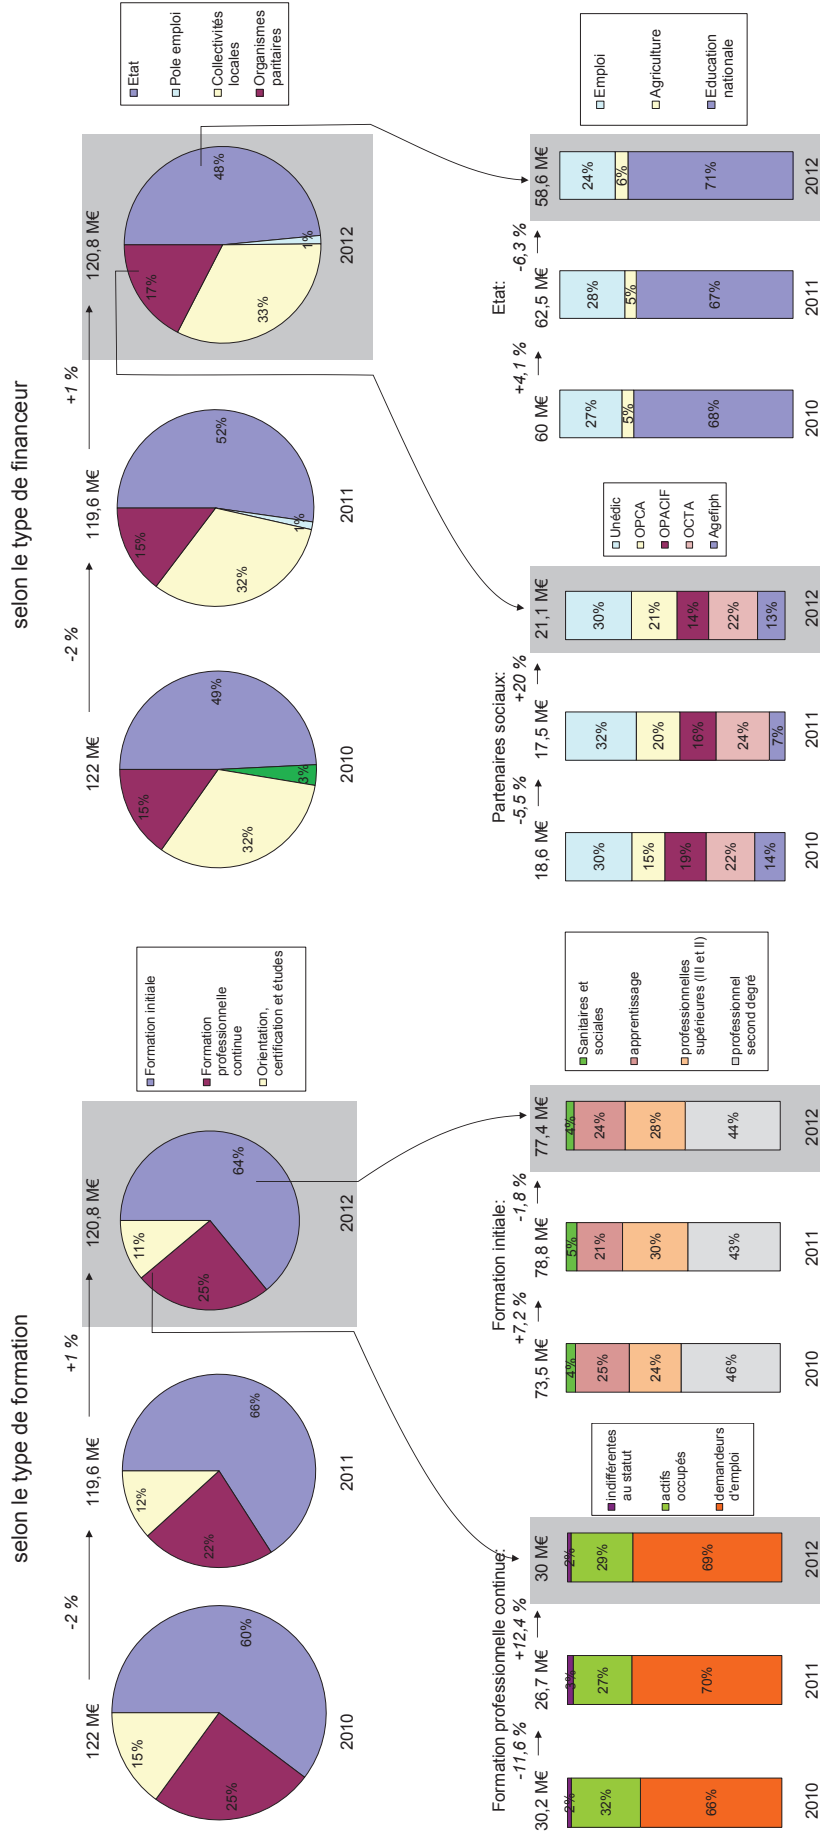 selon le type de formation
-2 %
+1 %
122 M€
119,6 M€
120,8 M€
15%
60%
25%
2010
12%
66%
22%
2011
11%
64%
25%
2012
Formation initiale
Formation
professionnelle
continue
Orientation,
certification et études
Formation professionnelle continue:
-11,6 %
+12,4 %
30,2 M€
26,7 M€
30 M€
2%
32%
66%
2010
3%
27%
70%
2011
2%
29%
69%
2012
indifférentes
au statut
actifs
occupés
demandeurs
d'emploi
Formation initiale:
+7,2 %
-1,8 %
73,5 M€
78,8 M€
77,4 M€
4%
25%
24%
46%
2010
5%
21%
30%
43%
2011
4%
24%
28%
44%
2012
Sanitaires et
sociales
apprentissage
professionnelles
supérieures (III et II)
professionnel
second degré
selon le type de financeur
-2 %
+1 %
122 M€
119,6 M€
120,8 M€
15%
49%
32%
3%
2010
15%
52%
32%
1%
2011
17%
48%
33%
1%
2012
Etat
Pole emploi
Collectivités
locales
Organismes
paritaires
Partenaires sociaux:
-5,5 %
+20 %
18,6 M€
17,5 M€
21,1 M€
30%
15%
19%
22%
14%
2010
32%
20%
16%
24%
7%
2011
30%
21%
14%
22%
13%
2012
Unédic
OPCA
OPACIF
OCTA
Agefiph
Etat:
+4,1 %
-6,3 %
60 M€
62,5 M€
58,6 M€
27%
5%
68%
2010
28%
5%
67%
2011
24%
6%
71%
2012
Emploi
Agriculture
Education
nationale